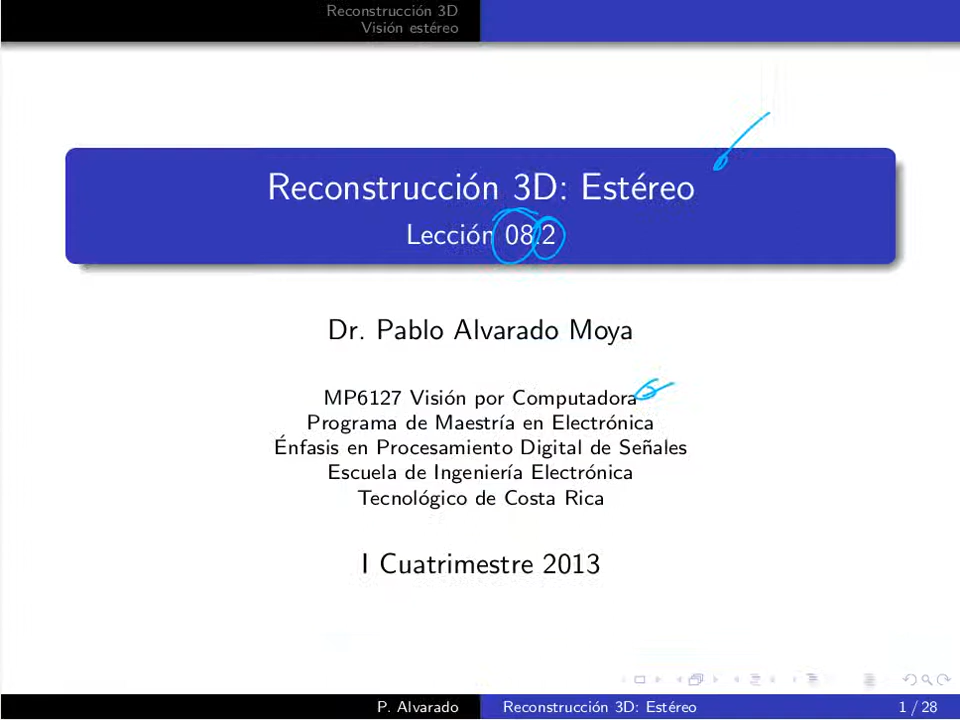 Reconstrucción 3D
Visión estéreo
Reconstrucción 3D: Estéreo
Lección 08.2
Dr. Pablo Alvarado Moya
MP6127 Visión por Computadora
Programa de Maestría en Electrónica
Énfasis en Procesamiento Digital de Señales
Escuela de Ingeniería Electrónica
Tecnológico de Costa Rica
I Cuatrimestre 2013
P. Alvarado Reconstrucción 3D: Estéreo 1 / 28